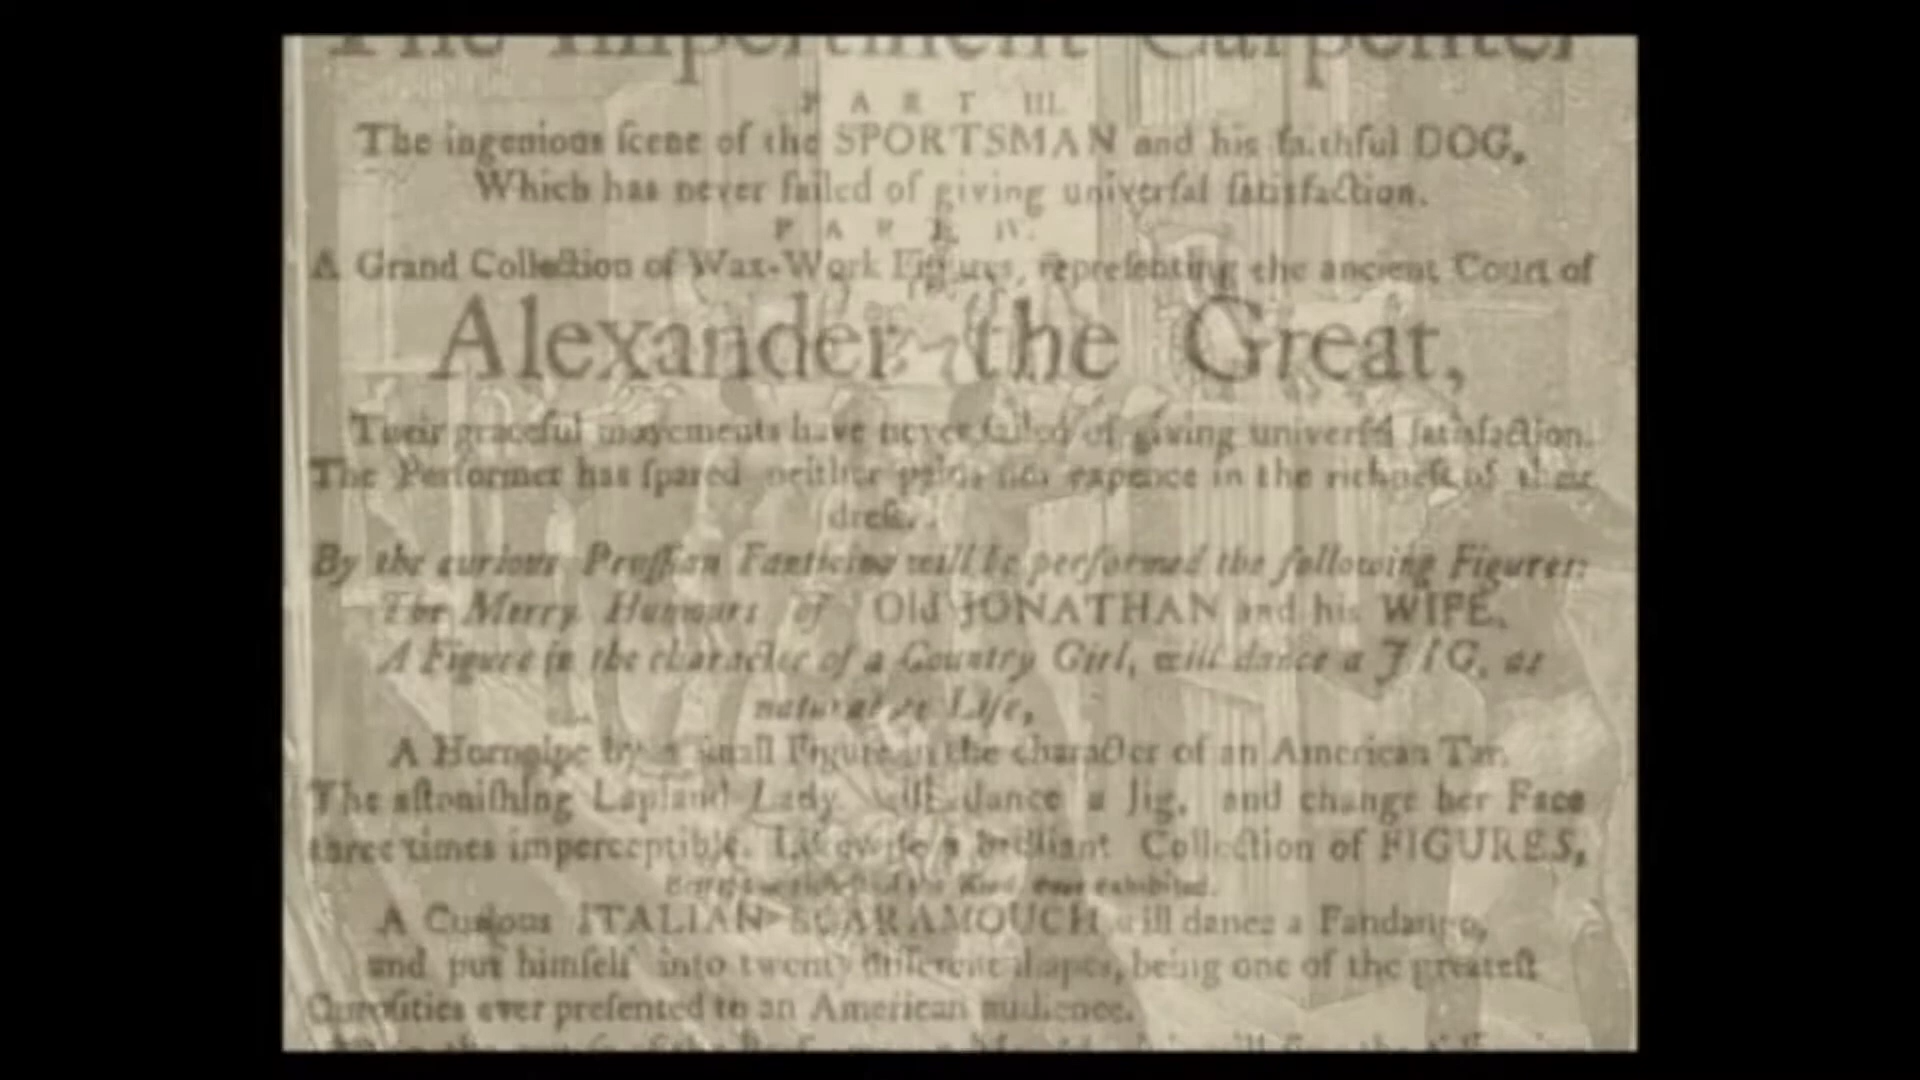 The Impertinent Carpenter
PART III.
The ingenious ſcene of the SPORTSMAN and his faithful DOG,
Which has never failed of giving univerſal ſatisfaction.
PART IV.
A Grand Collection of Wax-Work Figures, repreſenting the ancient Court of
Alexander the Great,
Their graceful movements have never failed of giving univerſal ſatisfaction.
The Performer has ſpared neither pains nor expence in the richneſs of their
dreſs.
By the curious Pruſſian Fanticina will be performed the following Figures:
The Merry Humours of Old JONATHAN and his WIFE,
A Figure in the character of a Country Girl, will dance a JIG, as
natural as Life,
A Hornpipe by a ſmall Figure in the character of an American Tar.
The aſtoniſhing Lapland Lady will dance a Jig, and change her Face
three times imperceptible. Likewiſe a brilliant Collection of FIGURES,
of the Kind ever exhibited.
A Curious ITALIAN SCARAMOUCH will dance a Fandango,
and put himſelf into twenty different ſhapes, being one of the greateſt
Curioſities ever preſented to an American audience.